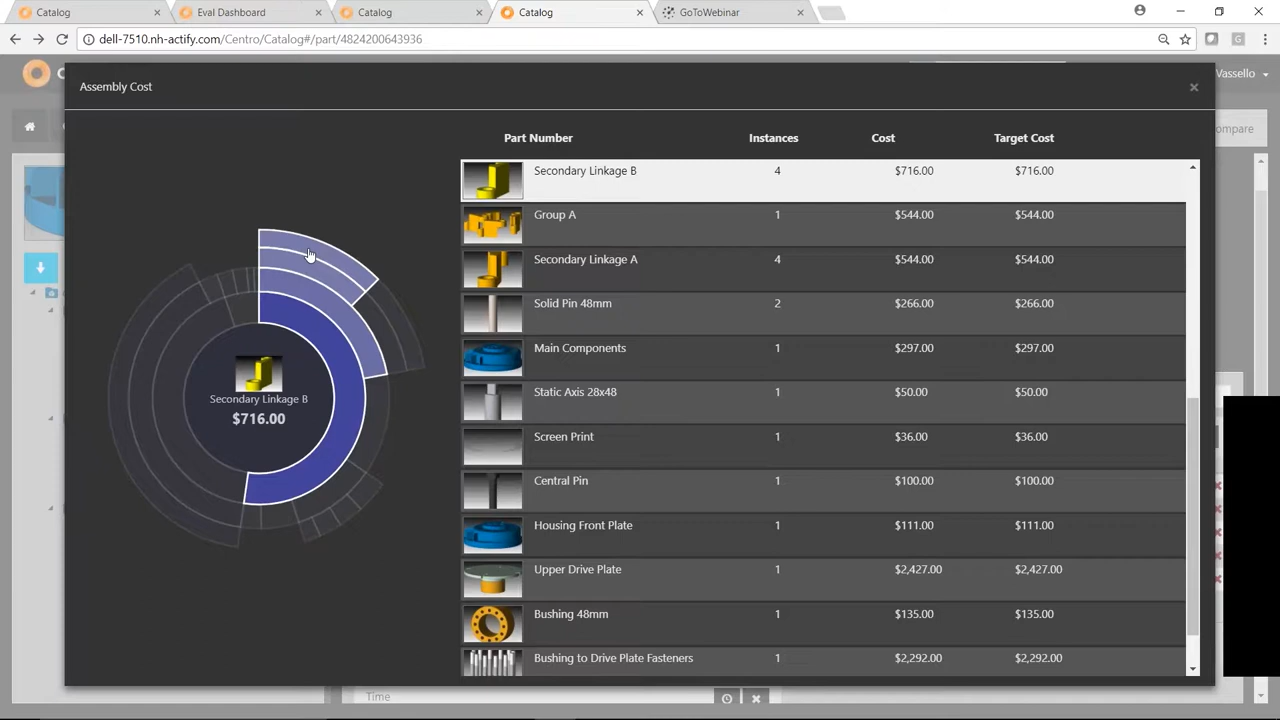 Catalog
Eval Dashboard
Catalog
Catalog
GoToWebinar
dell-7510.nh-actify.com/Centro/Catalog#/part/4824200643936
Vassello
Assembly Cost
Compare
Part Number Instances Cost Target Cost
Secondary Linkage B 4 $716.00 $716.00
Group A 1 $544.00 $544.00
Secondary Linkage A 4 $544.00 $544.00
Solid Pin 48mm 2 $266.00 $266.00
Main Components 1 $297.00 $297.00
Static Axis 28x48 1 $50.00 $50.00
Screen Print 1 $36.00 $36.00
Central Pin 1 $100.00 $100.00
Housing Front Plate 1 $111.00 $111.00
Upper Drive Plate 1 $2,427.00 $2,427.00
Bushing 48mm 1 $135.00 $135.00
Bushing to Drive Plate Fasteners 1 $2,292.00 $2,292.00
Secondary Linkage B
$716.00
Time